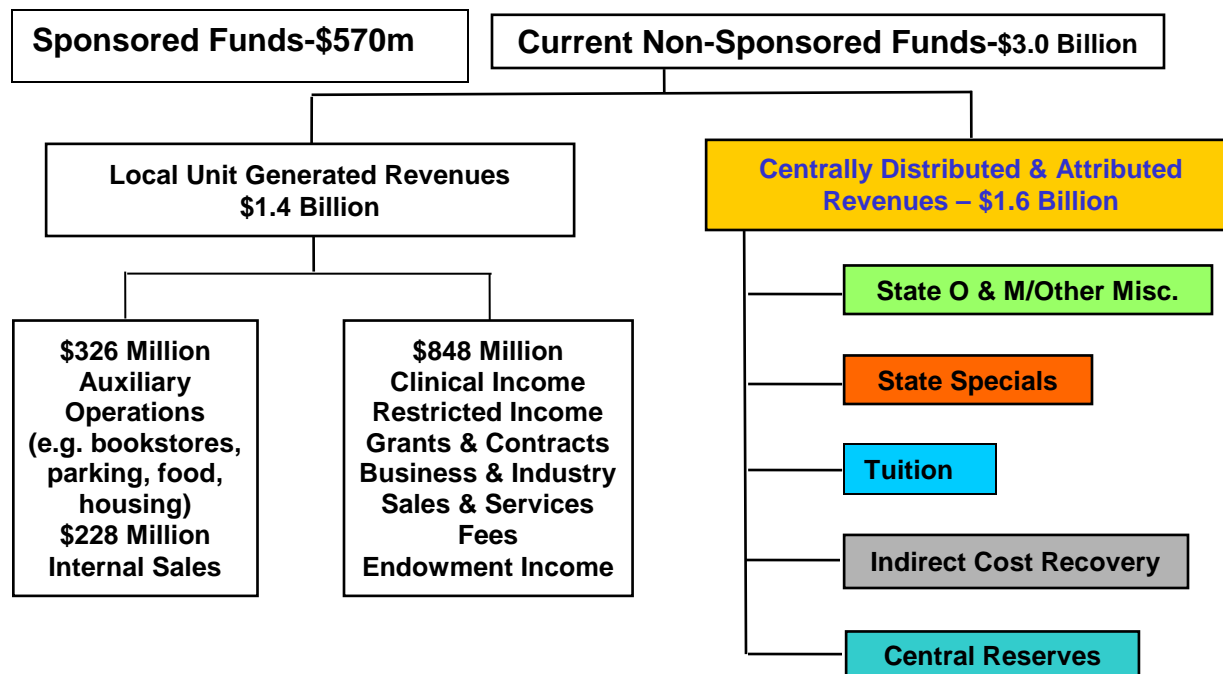 Sponsored Funds-$570m
Current Non-Sponsored Funds-$3.0 Billion
Local Unit Generated Revenues
$1.4 Billion
Centrally Distributed & Attributed
Revenues – $1.6 Billion
$326 Million
Auxiliary
Operations
(e.g. bookstores,
parking, food,
housing)
$228 Million
Internal Sales
$848 Million
Clinical Income
Restricted Income
Grants & Contracts
Business & Industry
Sales & Services
Fees
Endowment Income
State O & M/Other Misc.
State Specials
Tuition
Indirect Cost Recovery
Central Reserves